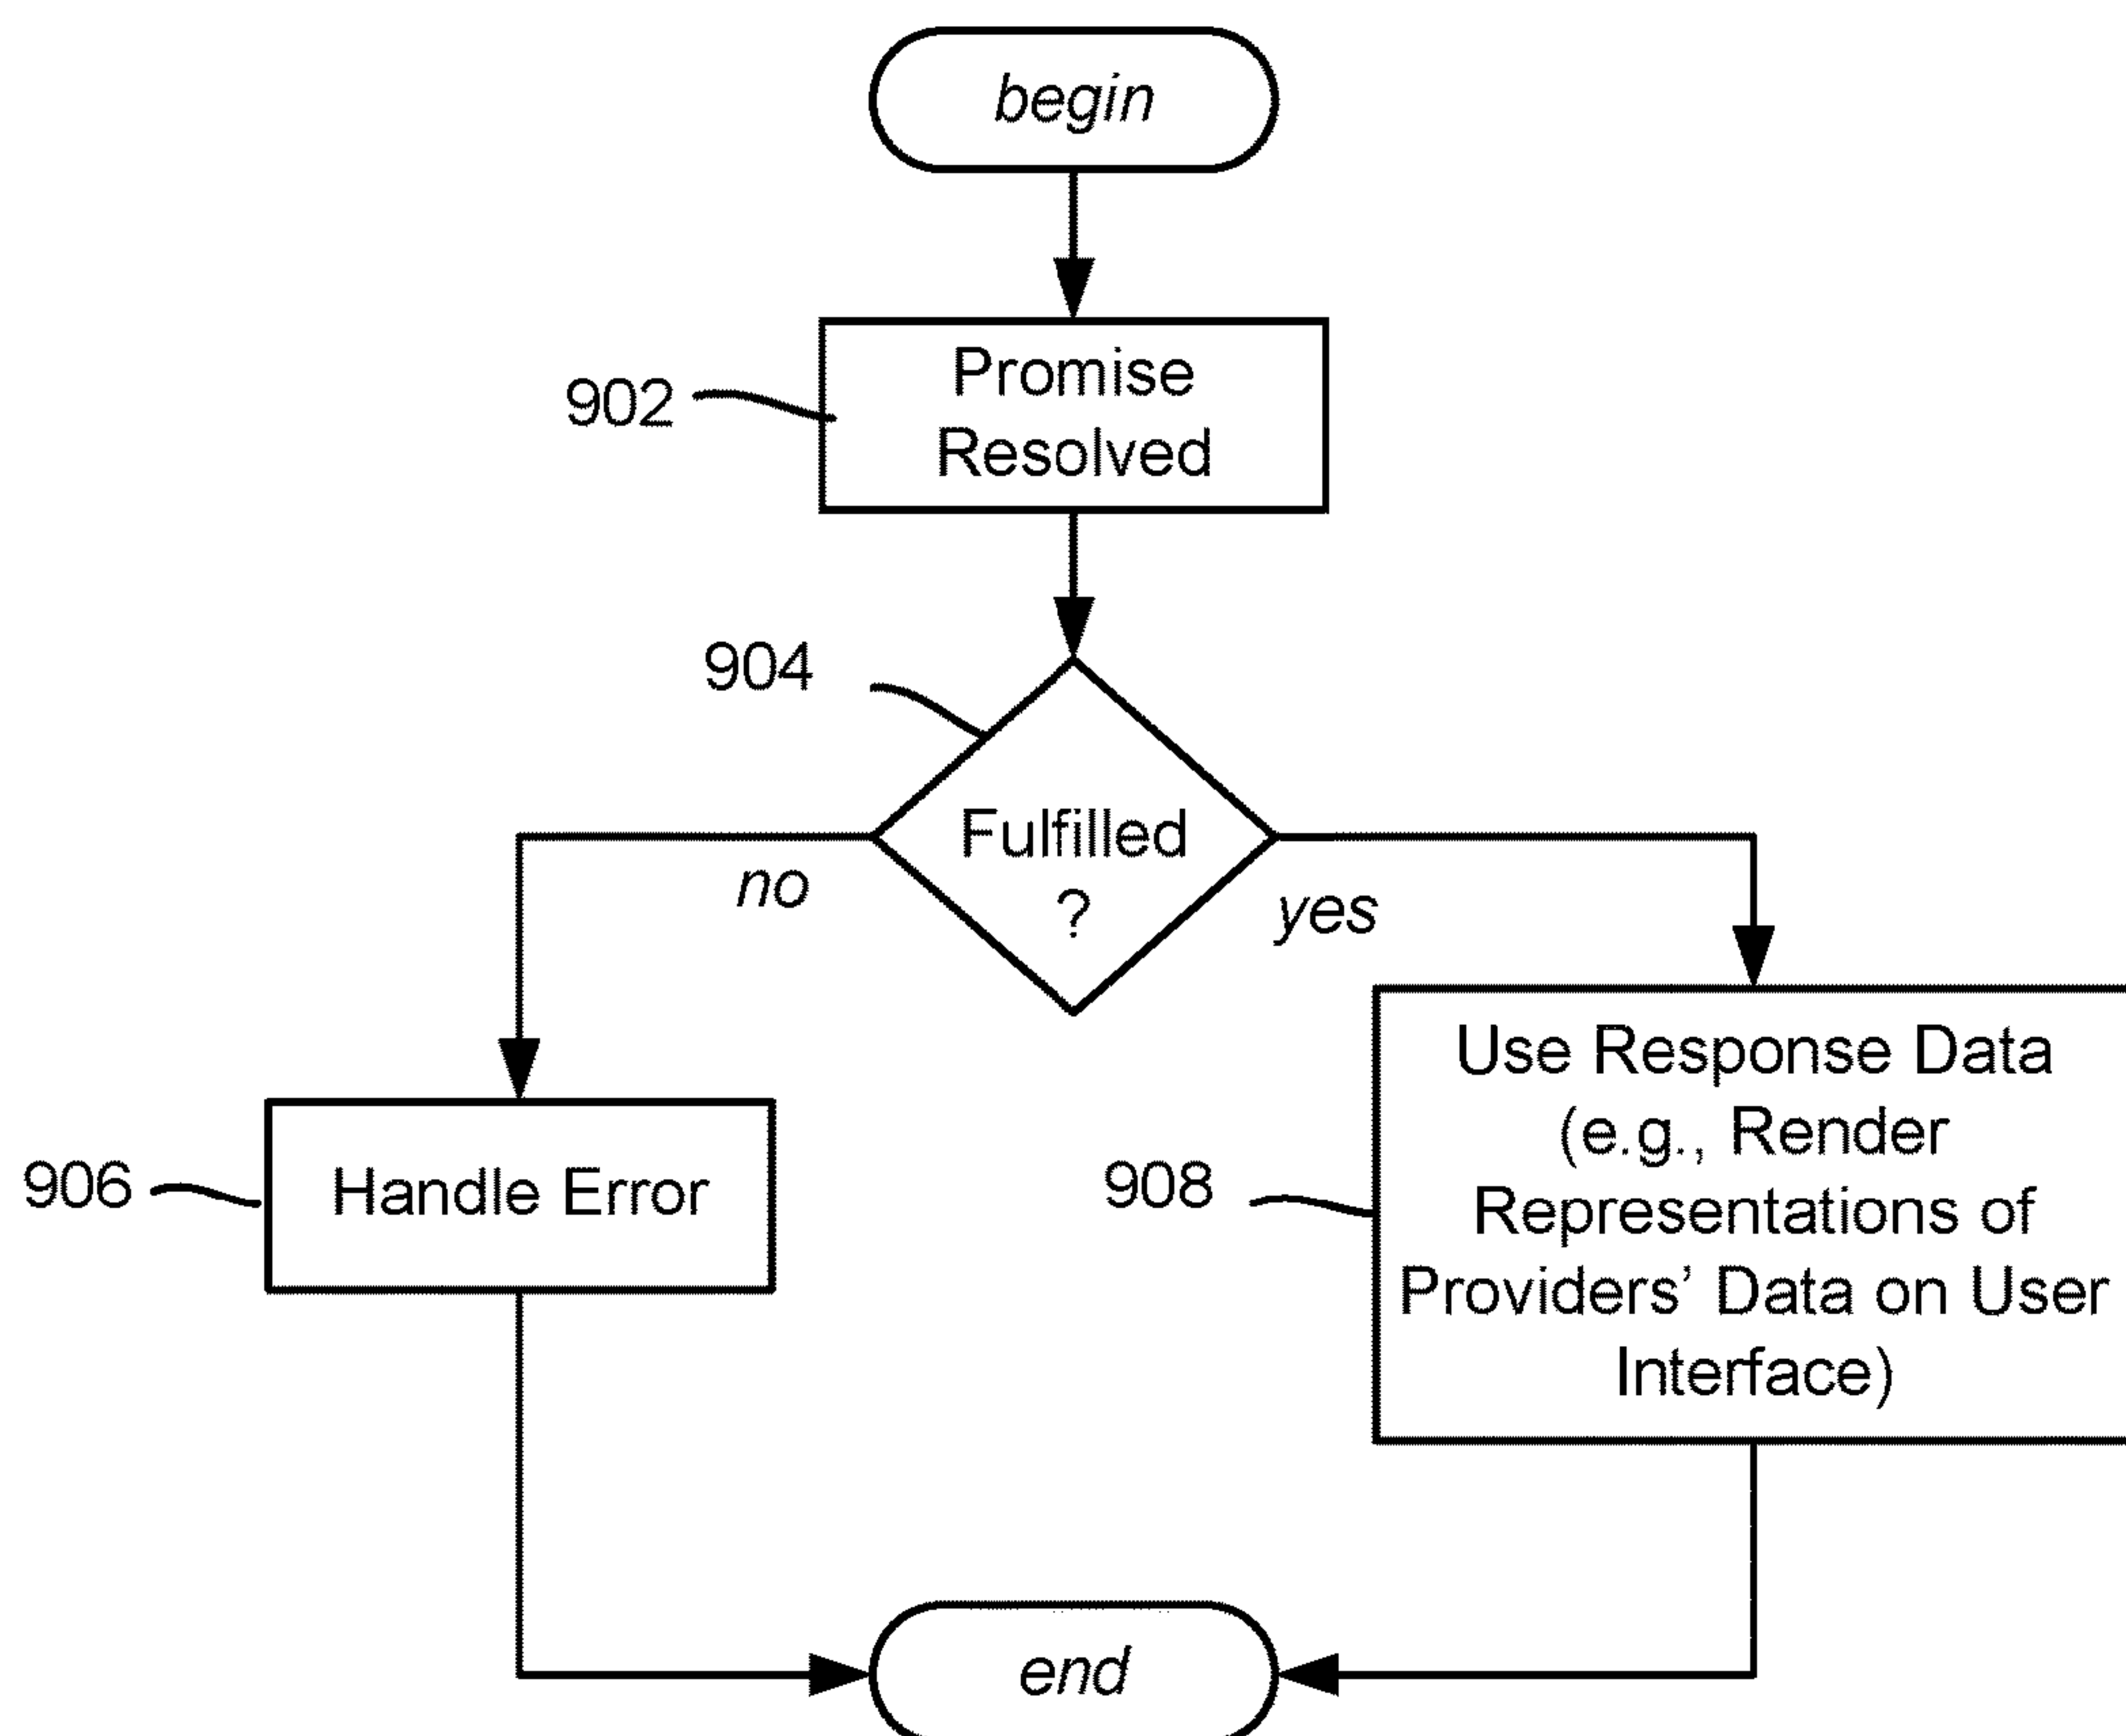 begin
902
Promise
Resolved
904
Fulfilled
?
no
yes
906
Handle Error
908
Use Response Data
(e.g., Render
Representations of
Providers’ Data on User
Interface)
end